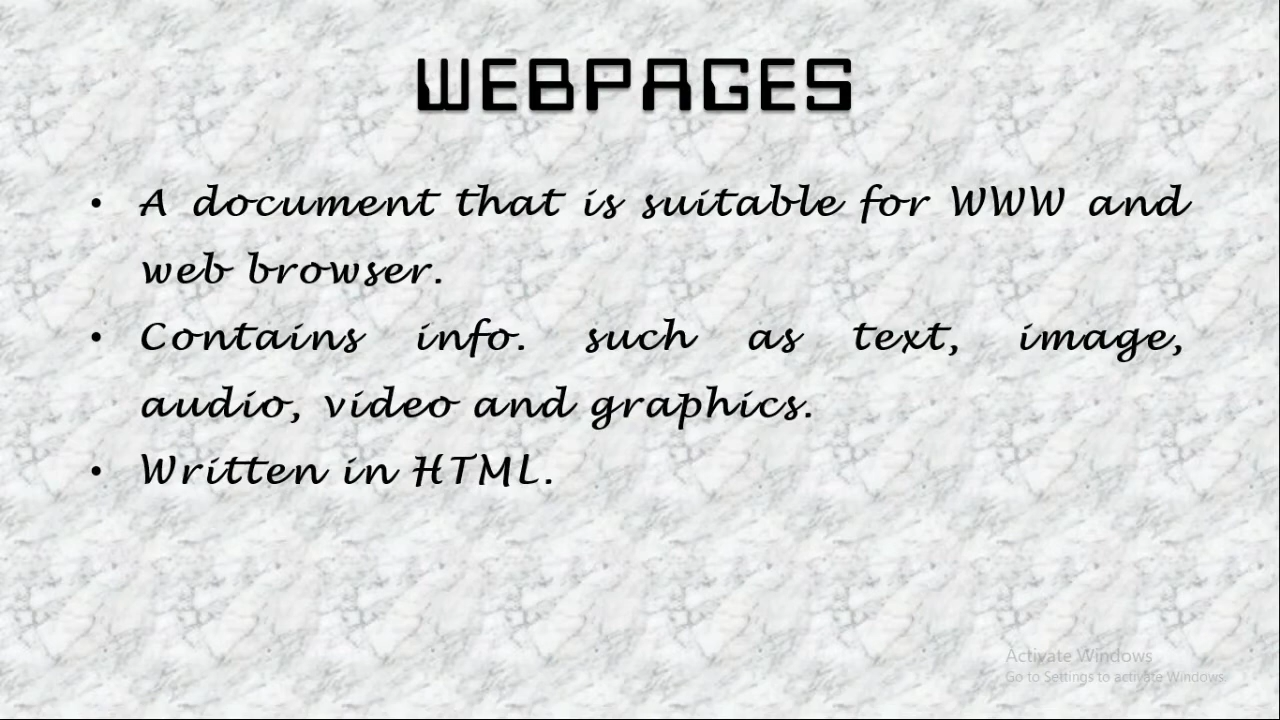 WEBPAGES
• A document that is suitable for WWW and
web browser.
• Contains info. such as text, image,
audio, video and graphics.
• Written in HTML.
Activate Windows
Go to Settings to activate Windows.